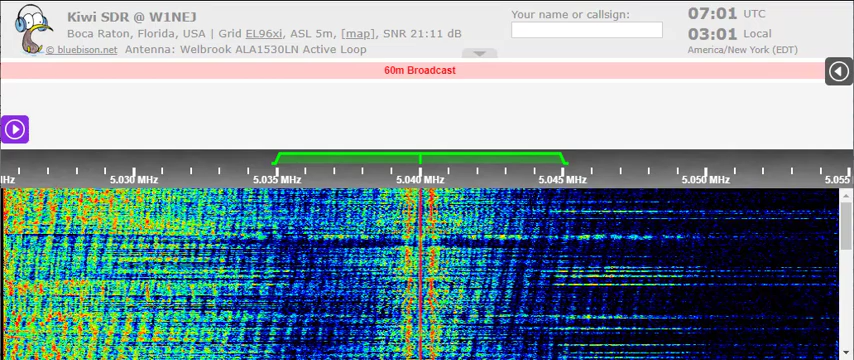 Kiwi SDR @ W1NEJ
Boca Raton, Florida, USA | Grid EL96xi, ASL 5m, [map], SNR 21:11 dB
© bluebison.net Antenna: Welbrook ALA1530LN Active Loop
Your name or callsign:
07:01 UTC
03:01 Local
America/New York (EDT)
60m Broadcast
5.030 MHz 5.035 MHz 5.040 MHz 5.045 MHz 5.050 MHz 5.055